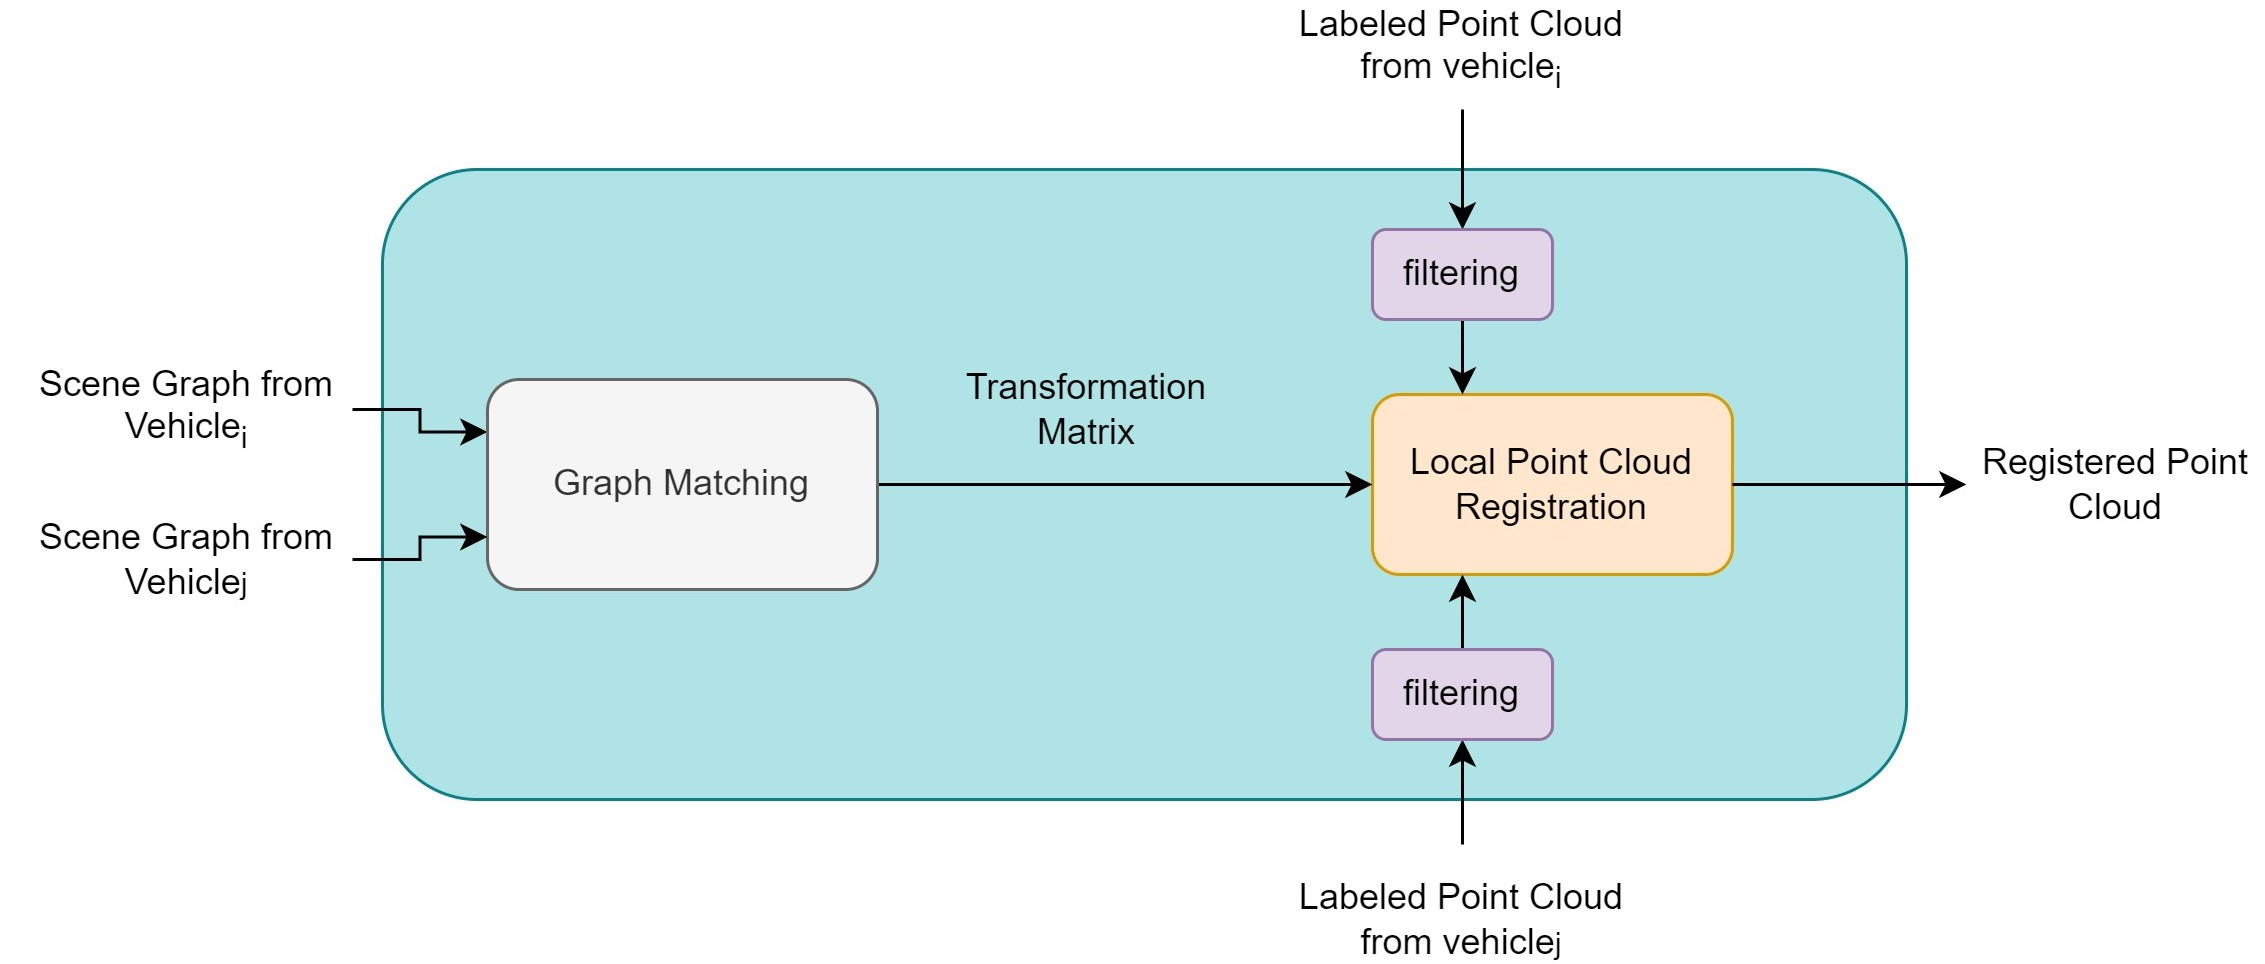 Labeled Point Cloud
from vehicleᵢ
filtering
Scene Graph from
Vehicleᵢ
Transformation
Matrix
Graph Matching
Local Point Cloud
Registration
Registered Point
Cloud
Scene Graph from
Vehiclej
filtering
Labeled Point Cloud
from vehiclej